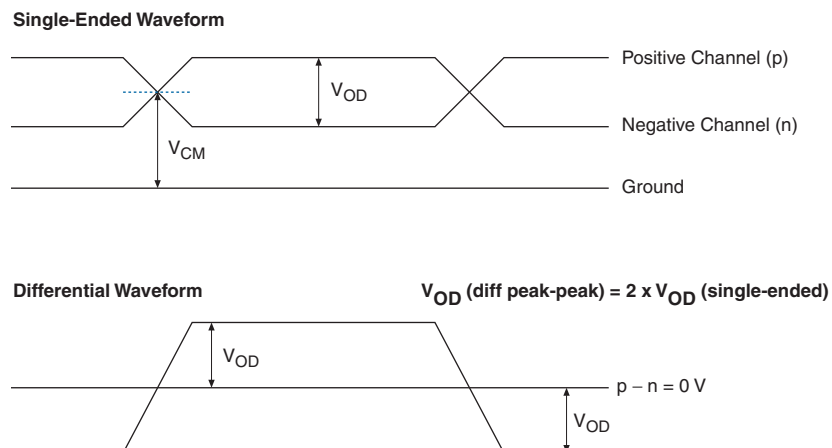 Single-Ended Waveform
Positive Channel (p)
VOD
Negative Channel (n)
VCM
Ground
Differential Waveform
VOD (diff peak-peak) = 2 x VOD (single-ended)
VOD
p − n = 0 V
VOD